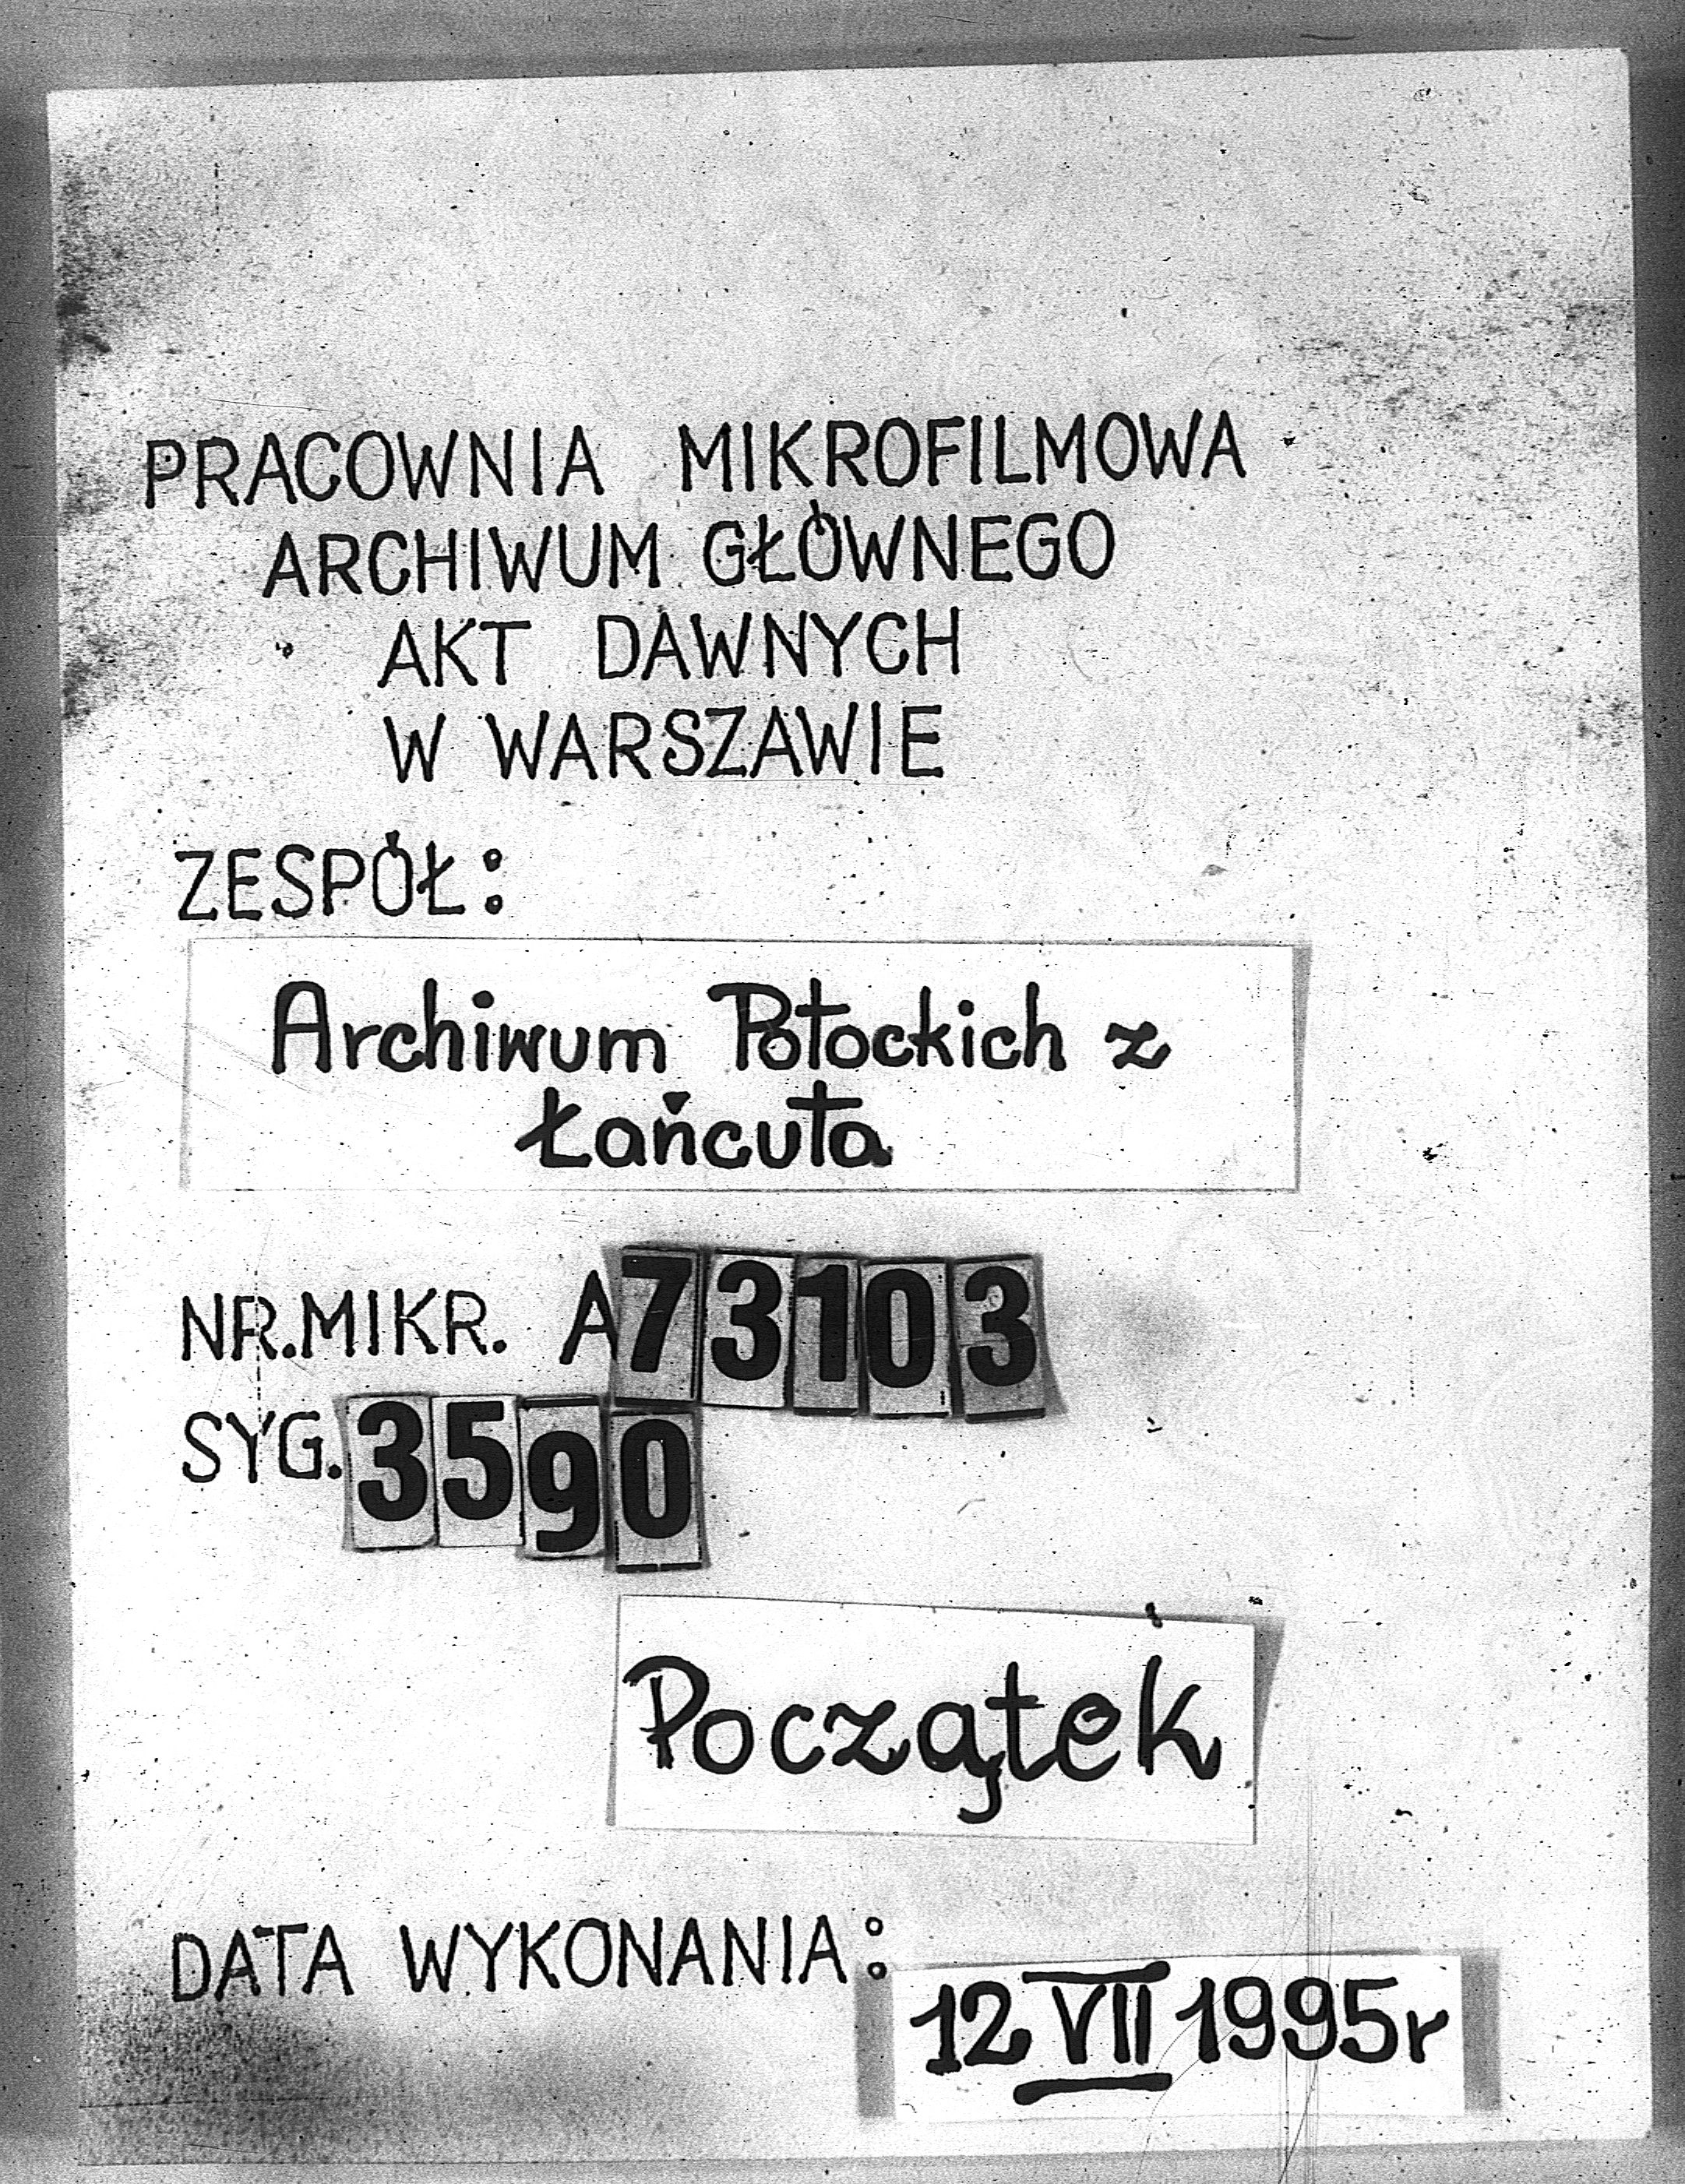 PRACOWNIA MIKROFILMOWA
ARCHIWUM GŁÓWNEGO
AKT DAWNYCH
W WARSZAWIE
ZESPÓŁ:
Archiwum Potockich z
Łańcuta
NR.MIKR. A73103
SYG.3590
Początek
DATA WYKONANIA:
12 VII 1995r